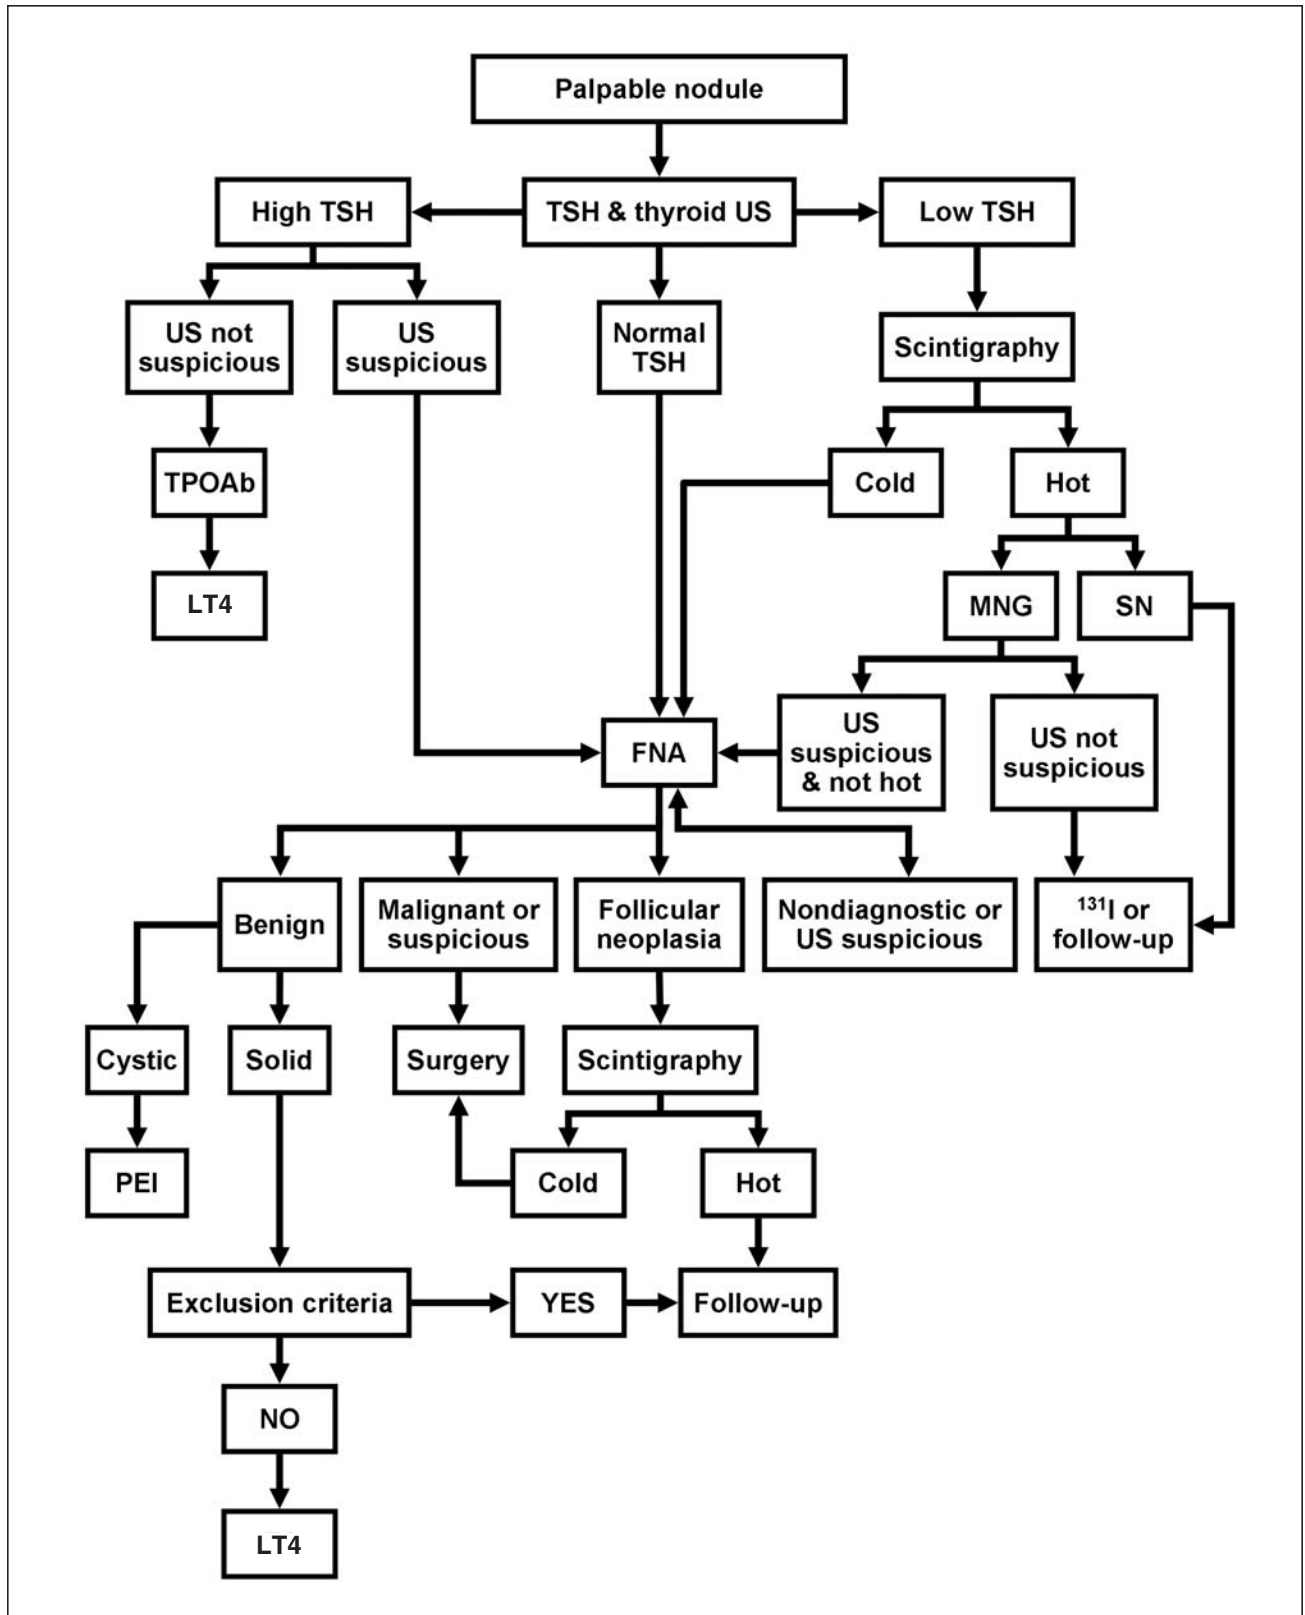 Palpable nodule
High TSH
TSH & thyroid US
Low TSH
US not
suspicious
US
suspicious
Normal
TSH
Scintigraphy
TPOAb
Cold
Hot
LT4
MNG
SN
FNA
US
suspicious
& not hot
US not
suspicious
Benign
Malignant or
suspicious
Follicular
neoplasia
Nondiagnostic or
US suspicious
¹³¹I or
follow-up
Cystic
Solid
Surgery
Scintigraphy
PEI
Cold
Hot
Exclusion criteria
YES
Follow-up
NO
LT4